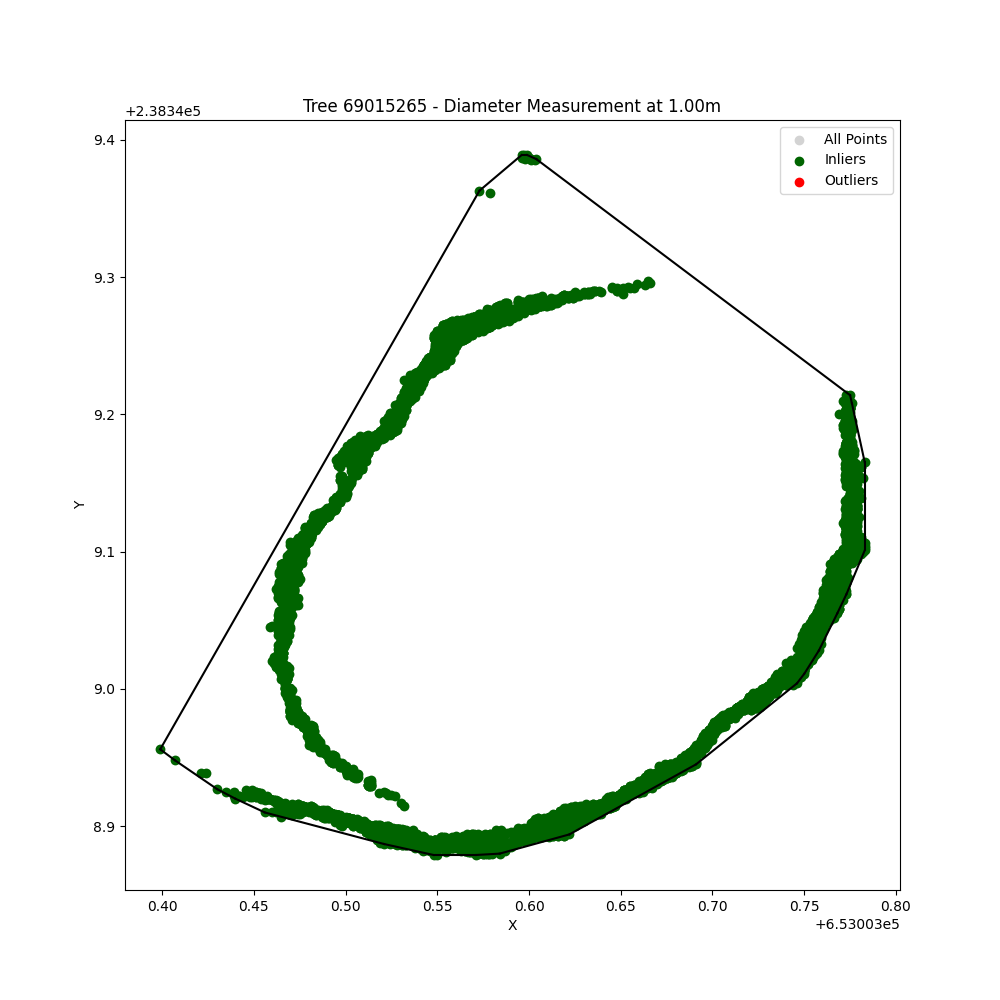 Tree 69015265 - Diameter Measurement at 1.00m
+2.3834e5
All Points
Inliers
Outliers
9.4
9.3
9.2
9.1
9.0
8.9
Y
0.40 0.45 0.50 0.55 0.60 0.65 0.70 0.75 0.80
X
+6.53003e5